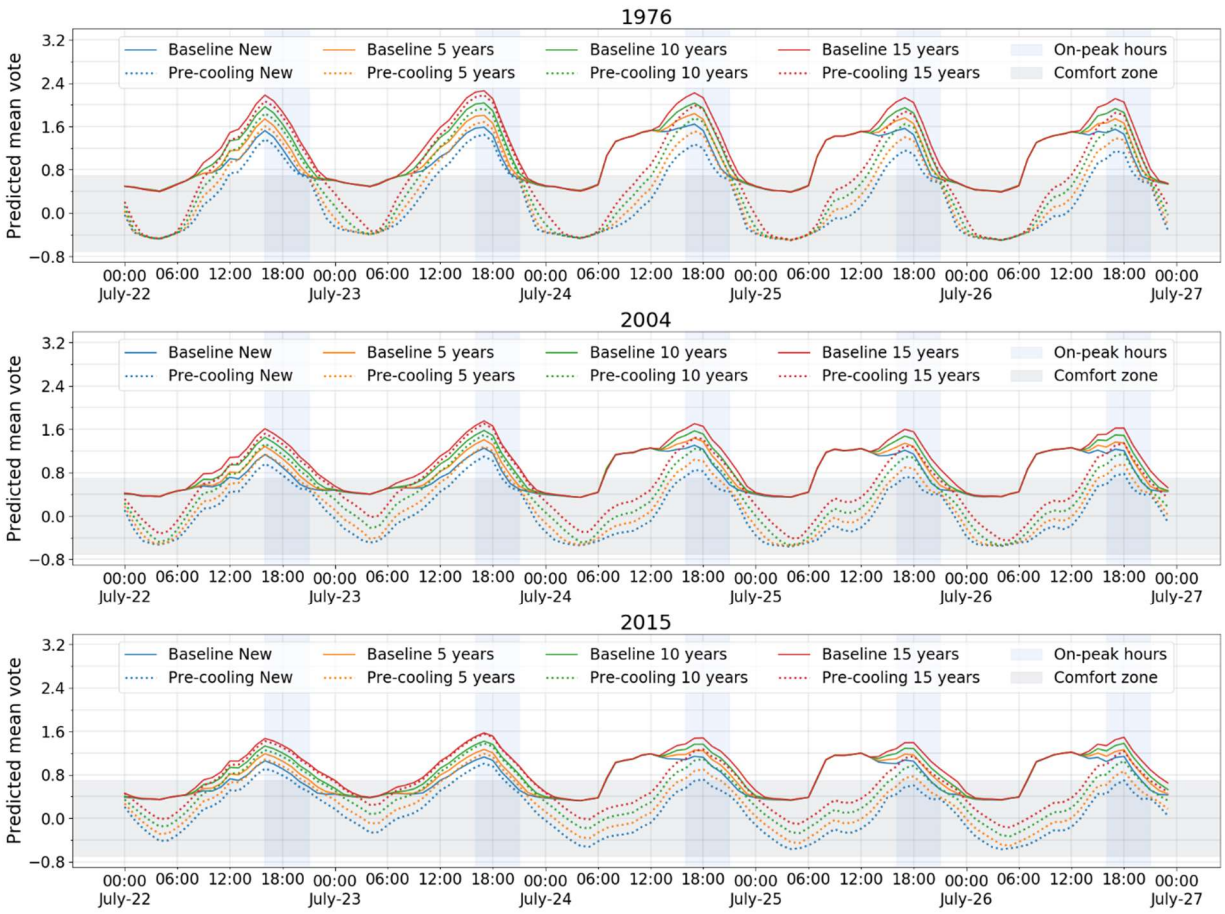 1976
Predicted mean vote
3.2
2.4
1.6
0.8
0.0
−0.8
Baseline New Baseline 5 years Baseline 10 years Baseline 15 years On-peak hours
Pre-cooling New Pre-cooling 5 years Pre-cooling 10 years Pre-cooling 15 years Comfort zone
00:00 06:00 12:00 18:00 00:00 06:00 12:00 18:00 00:00 06:00 12:00 18:00 00:00 06:00 12:00 18:00 00:00 06:00 12:00 18:00 00:00
July-22 July-23 July-24 July-25 July-26 July-27
2004
Predicted mean vote
3.2
2.4
1.6
0.8
0.0
−0.8
Baseline New Baseline 5 years Baseline 10 years Baseline 15 years On-peak hours
Pre-cooling New Pre-cooling 5 years Pre-cooling 10 years Pre-cooling 15 years Comfort zone
00:00 06:00 12:00 18:00 00:00 06:00 12:00 18:00 00:00 06:00 12:00 18:00 00:00 06:00 12:00 18:00 00:00 06:00 12:00 18:00 00:00
July-22 July-23 July-24 July-25 July-26 July-27
2015
Predicted mean vote
3.2
2.4
1.6
0.8
0.0
−0.8
Baseline New Baseline 5 years Baseline 10 years Baseline 15 years On-peak hours
Pre-cooling New Pre-cooling 5 years Pre-cooling 10 years Pre-cooling 15 years Comfort zone
00:00 06:00 12:00 18:00 00:00 06:00 12:00 18:00 00:00 06:00 12:00 18:00 00:00 06:00 12:00 18:00 00:00 06:00 12:00 18:00 00:00
July-22 July-23 July-24 July-25 July-26 July-27